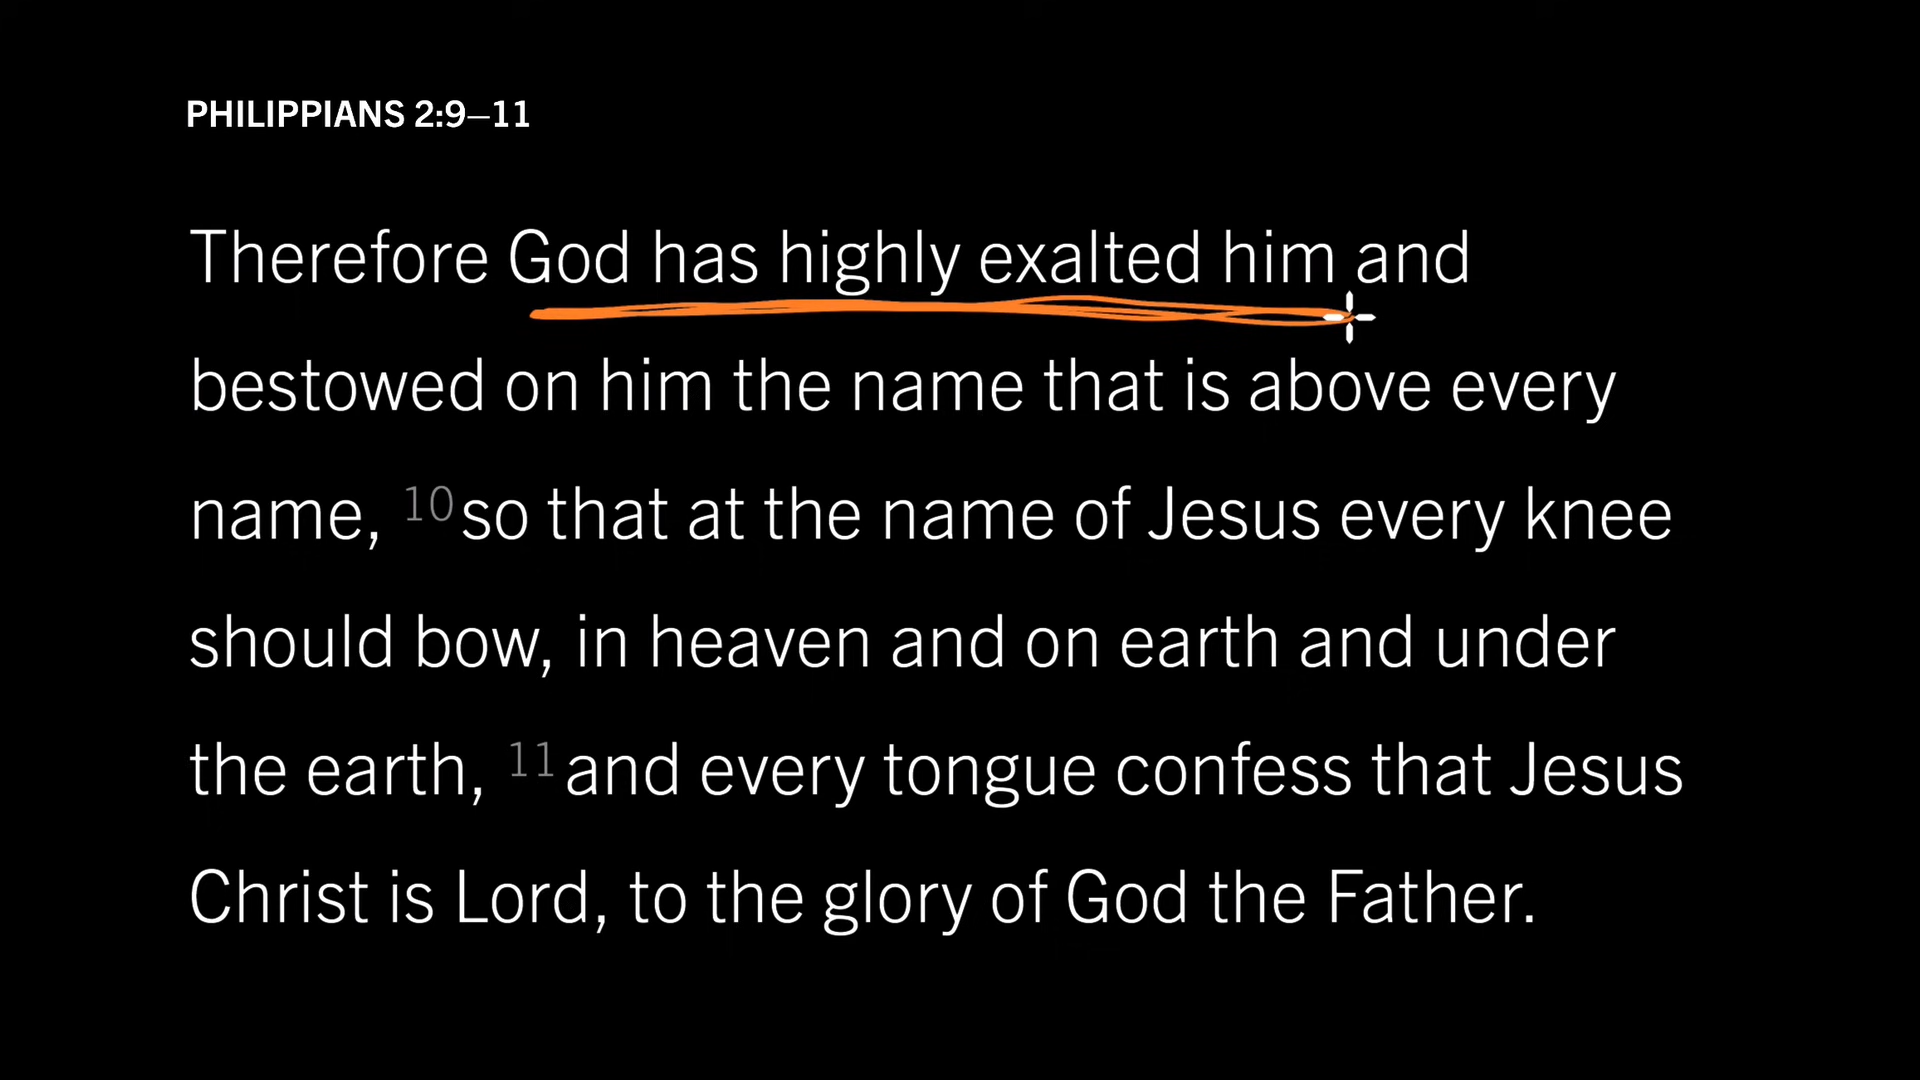 PHILIPPIANS 2:9–11
Therefore God has highly exalted him and
bestowed on him the name that is above every
name, 10 so that at the name of Jesus every knee
should bow, in heaven and on earth and under
the earth, 11 and every tongue confess that Jesus
Christ is Lord, to the glory of God the Father.